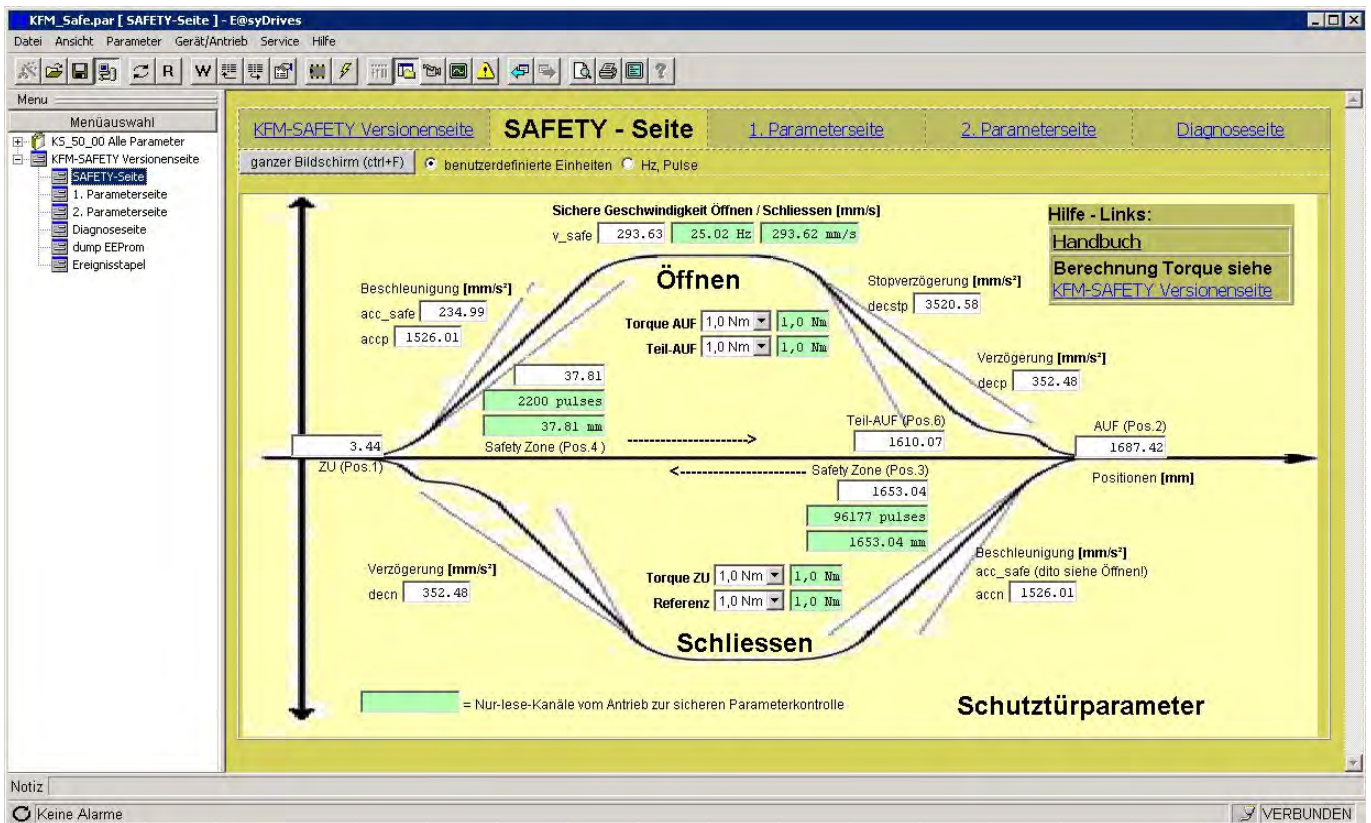 KFM_Safe.par [ SAFETY-Seite ] - E@syDrives
Datei Ansicht Parameter Gerät/Antrieb Service Hilfe
R W
Menu
Menüauswahl
KS_50_00 Alle Parameter
KFM-SAFETY Versionenseite
SAFETY-Seite
1. Parameterseite
2. Parameterseite
Diagnoseseite
dump EEProm
Ereignisstapel
KFM-SAFETY Versionenseite SAFETY - Seite 1. Parameterseite 2. Parameterseite Diagnoseseite
ganzer Bildschirm (ctrl+F) benutzerdefinierte Einheiten Hz, Pulse
Sichere Geschwindigkeit Öffnen / Schliessen [mm/s]
v_safe 293.63 25.02 Hz 293.62 mm/s
Hilfe - Links:
Handbuch
Berechnung Torque siehe
KFM-SAFETY Versionenseite
Öffnen
Beschleunigung [mm/s²]
acc_safe 234.99
accp 1526.01
Stopverzögerung [mm/s²]
decstp 3520.58
Torque AUF 1,0 Nm 1,0 Nm
Teil-AUF 1,0 Nm 1,0 Nm
Verzögerung [mm/s²]
decp 352.48
37.81
2200 pulses
37.81 mm
Safety Zone (Pos.4 )
---------------------->
Teil-AUF (Pos.6)
1610.07
AUF (Pos.2)
1687.42
3.44
ZU (Pos.1)
<----------------------
Safety Zone (Pos.3)
1653.04
96177 pulses
1653.04 mm
Positionen [mm]
Verzögerung [mm/s²]
decn 352.48
Torque ZU 1,0 Nm 1,0 Nm
Referenz 1,0 Nm 1,0 Nm
Beschleunigung [mm/s²]
acc_safe (dito siehe Öffnen!)
accn 1526.01
Schliessen
= Nur-lese-Kanäle vom Antrieb zur sicheren Parameterkontrolle
Schutztürparameter
Notiz
Keine Alarme VERBUNDEN